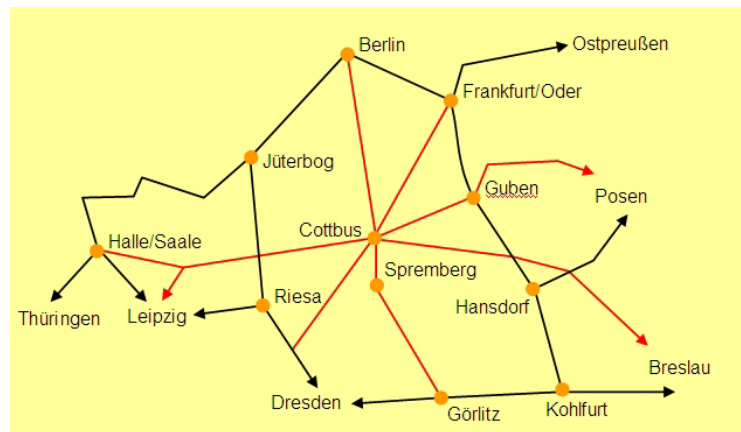 Berlin
Ostpreußen
Frankfurt/Oder
Jüterbog
Guben
Posen
Cottbus
Halle/Saale
Spremberg
Riesa
Hansdorf
Thüringen
Leipzig
Breslau
Dresden
Görlitz
Kohlfurt